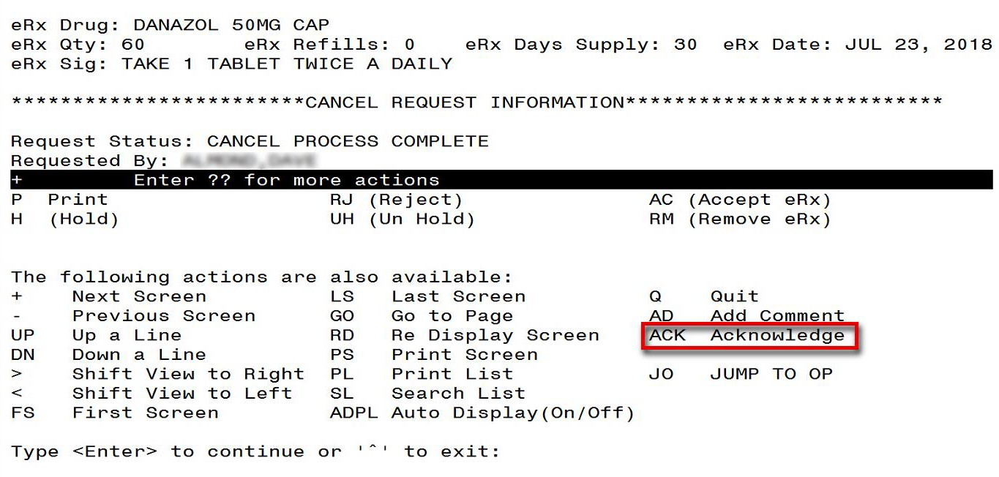 eRx Drug: DANAZOL 50MG CAP
eRx Qty: 60 eRx Refills: 0 eRx Days Supply: 30 eRx Date: JUL 23, 2018
eRx Sig: TAKE 1 TABLET TWICE A DAILY
************************CANCEL REQUEST INFORMATION**************************
Request Status: CANCEL PROCESS COMPLETE
Requested By:
+ Enter ?? for more actions
P Print RJ (Reject) AC (Accept eRx)
H (Hold) UH (Un Hold) RM (Remove eRx)
The following actions are also available:
+ Next Screen LS Last Screen Q Quit
- Previous Screen GO Go to Page AD Add Comment
UP Up a Line RD Re Display Screen ACK Acknowledge
DN Down a Line PS Print Screen
> Shift View to Right PL Print List JO JUMP TO OP
< Shift View to Left SL Search List
FS First Screen ADPL Auto Display(On/Off)
Type <Enter> to continue or '^' to exit: